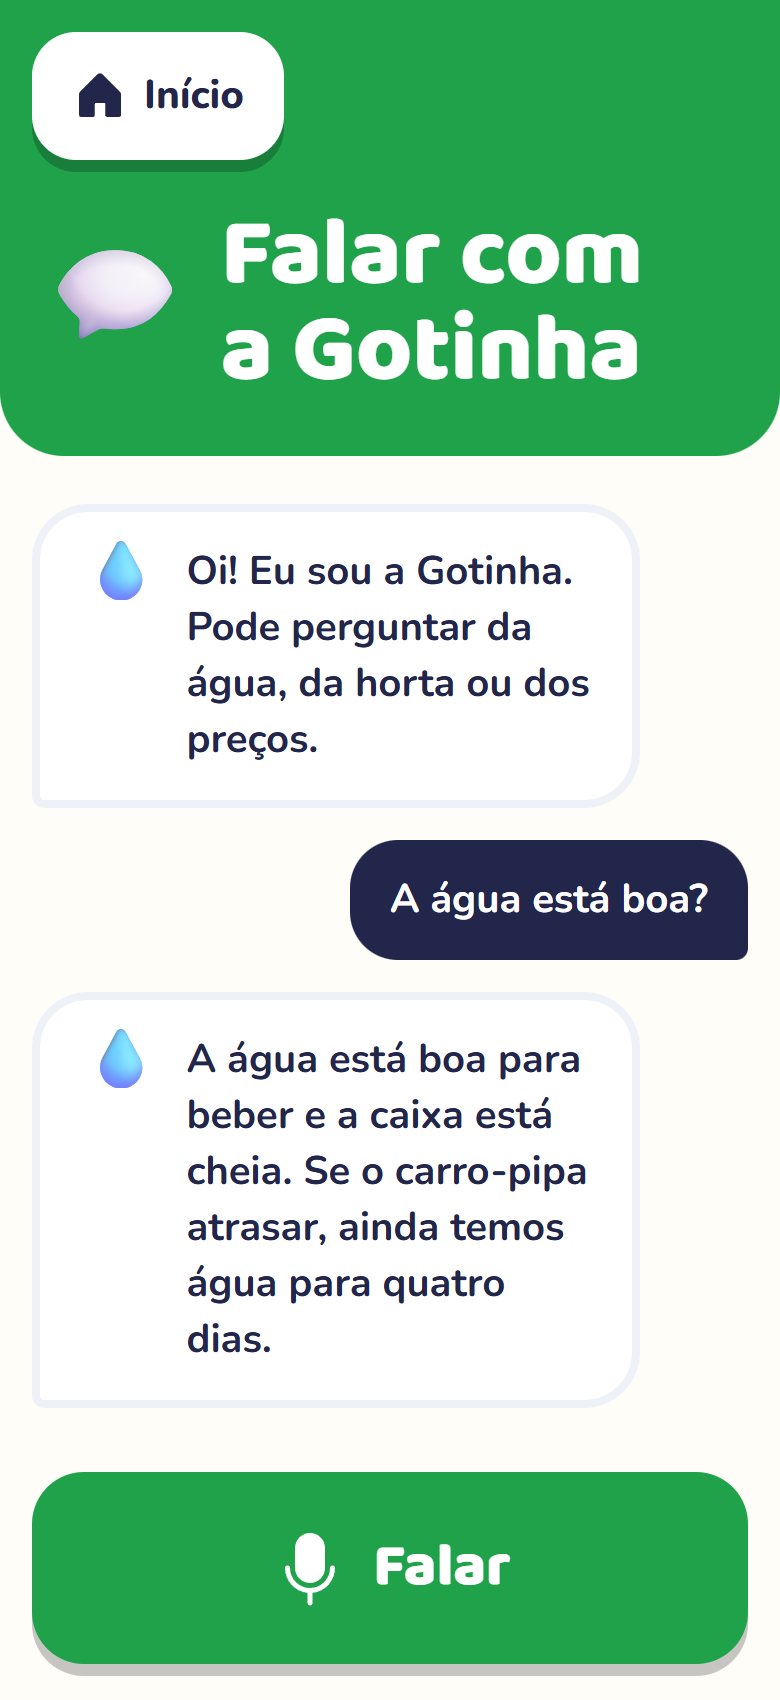 Início
Falar com
a Gotinha
Oi! Eu sou a Gotinha.
Pode perguntar da
água, da horta ou dos
preços.
A água está boa?
A água está boa para
beber e a caixa está
cheia. Se o carro-pipa
atrasar, ainda temos
água para quatro
dias.
Falar